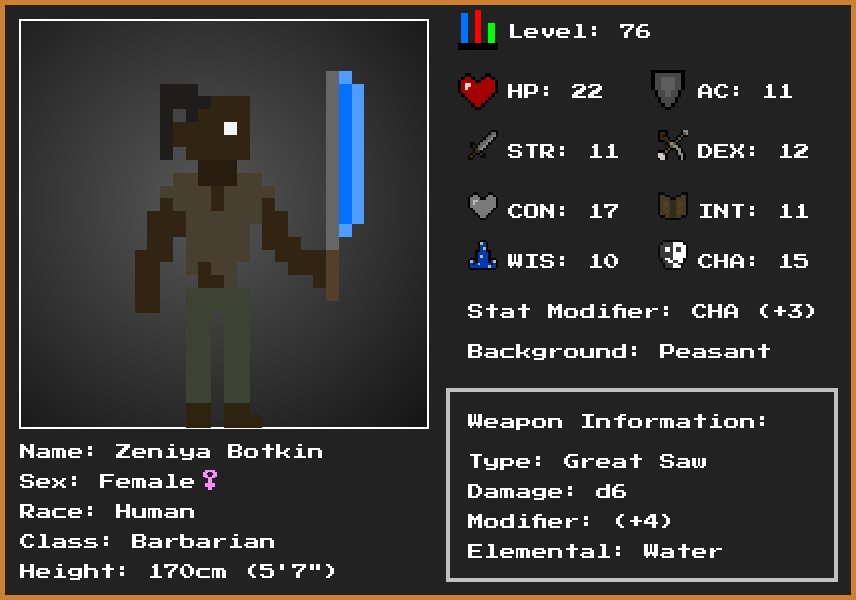 Level: 76
HP: 22 AC: 11
STR: 11 DEX: 12
CON: 17 INT: 11
WIS: 10 CHA: 15
Stat Modifier: CHA (+3)
Background: Peasant
Weapon Information:
Type: Great Saw
Damage: d6
Modifier: (+4)
Elemental: Water
Name: Zeniya Botkin
Sex: Female♀
Race: Human
Class: Barbarian
Height: 170cm (5'7")